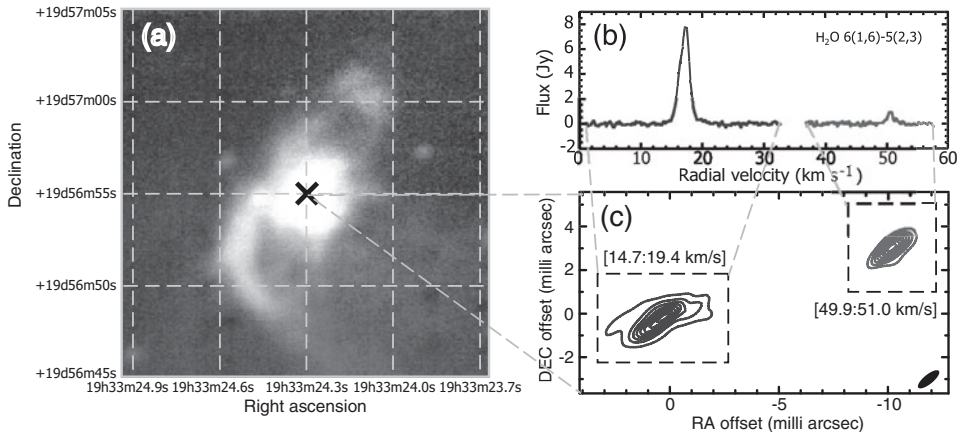 (a)
+19d57m05s
+19d57m00s
+19d56m55s
+19d56m50s
+19d56m45s
Declination
19h33m24.9s 19h33m24.6s 19h33m24.3s 19h33m24.0s 19h33m23.7s
Right ascension
(b)
H₂O 6(1,6)-5(2,3)
8
6
4
2
0
-2
Flux (Jy)
0 10 20 30 40 50 60
Radial velocity (km s⁻¹)
(c)
[14.7:19.4 km/s]
[49.9:51.0 km/s]
4
2
0
-2
DEC offset (milli arcsec)
0 -5 -10
RA offset (milli arcsec)